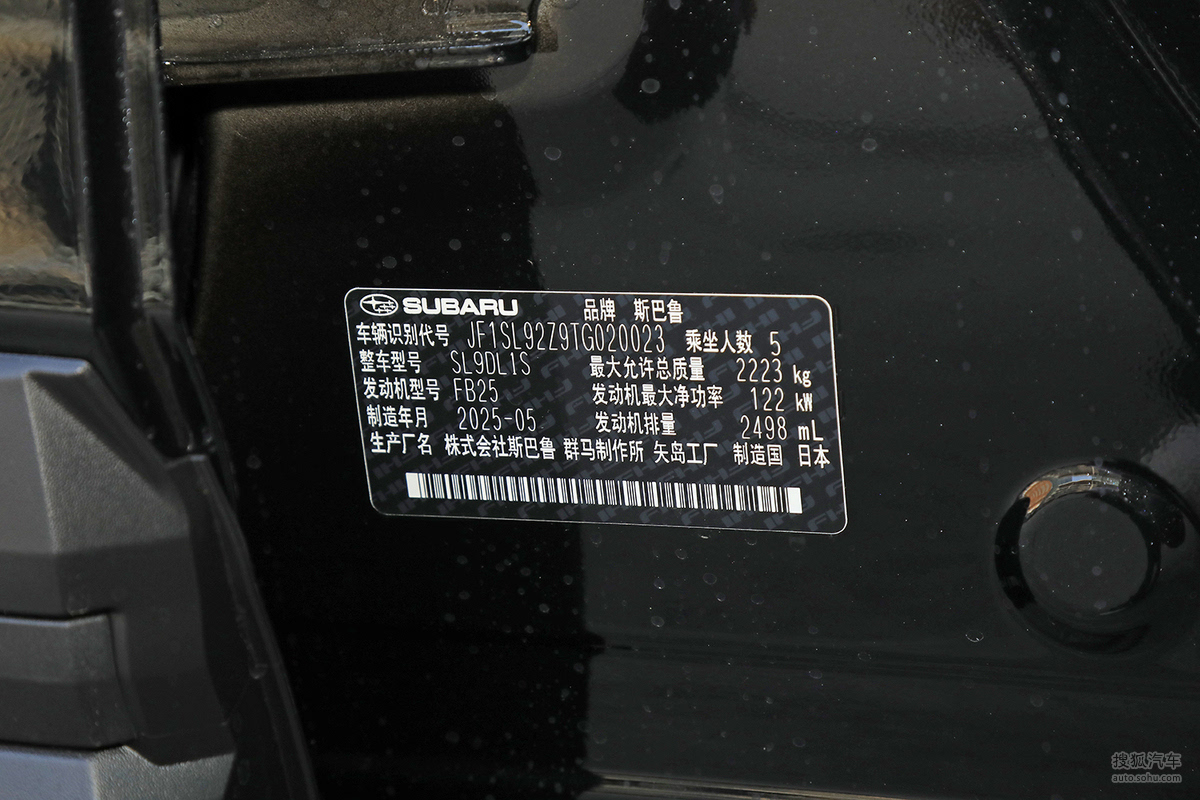 SUBARU 品牌 斯巴鲁
车辆识别代号 JF1SL92Z9TG020023 乘坐人数 5
整车型号 SL9DL1S 最大允许总质量 2223 kg
发动机型号 FB25 发动机最大净功率 122 kW
制造年月 2025-05 发动机排量 2498 mL
生产厂名 株式会社斯巴鲁 群马制作所 矢岛工厂 制造国 日本
搜狐汽车
auto.sohu.com